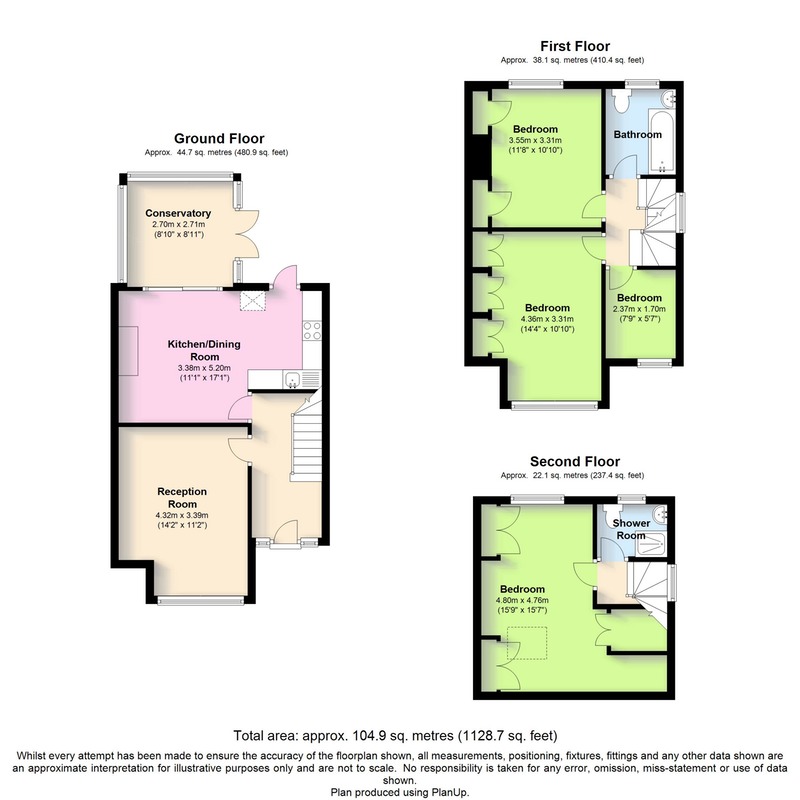 First Floor
Approx. 38.1 sq. metres (410.4 sq. feet)
Bedroom
3.55m x 3.31m
(11'8" x 10'10")
Bathroom
Bedroom
4.36m x 3.31m
(14'4" x 10'10")
Bedroom
2.37m x 1.70m
(7'9" x 5'7")
Ground Floor
Approx. 44.7 sq. metres (480.9 sq. feet)
Conservatory
2.70m x 2.71m
(8'10" x 8'11")
Kitchen/Dining
Room
3.38m x 5.20m
(11'1" x 17'1")
Reception
Room
4.32m x 3.39m
(14'2" x 11'2")
Second Floor
Approx. 22.1 sq. metres (237.4 sq. feet)
Shower
Room
Bedroom
4.80m x 4.76m
(15'9" x 15'7")
Total area: approx. 104.9 sq. metres (1128.7 sq. feet)
Whilst every attempt has been made to ensure the accuracy of the floorplan shown, all measurements, positioning, fixtures, fittings and any other data shown are
an approximate interpretation for illustrative purposes only and are not to scale. No responsibility is taken for any error, omission, miss-statement or use of data
shown.
Plan produced using PlanUp.